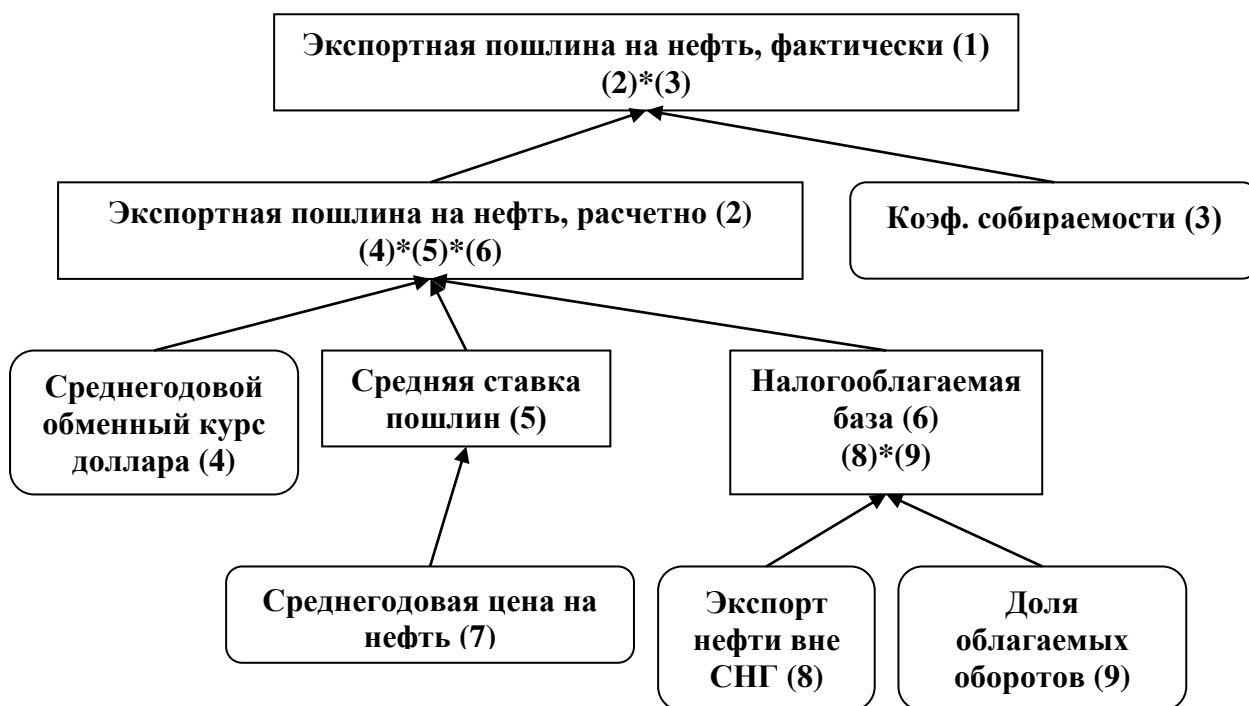 Экспортная пошлина на нефть, фактически (1)
(2)*(3)
Экспортная пошлина на нефть, расчетно (2)
(4)*(5)*(6)
Коэф. собираемости (3)
Среднегодовой
обменный курс
доллара (4)
Средняя ставка
пошлин (5)
Налогооблагаемая
база (6)
(8)*(9)
Среднегодовая цена на
нефть (7)
Экспорт
нефти вне
СНГ (8)
Доля
облагаемых
оборотов (9)